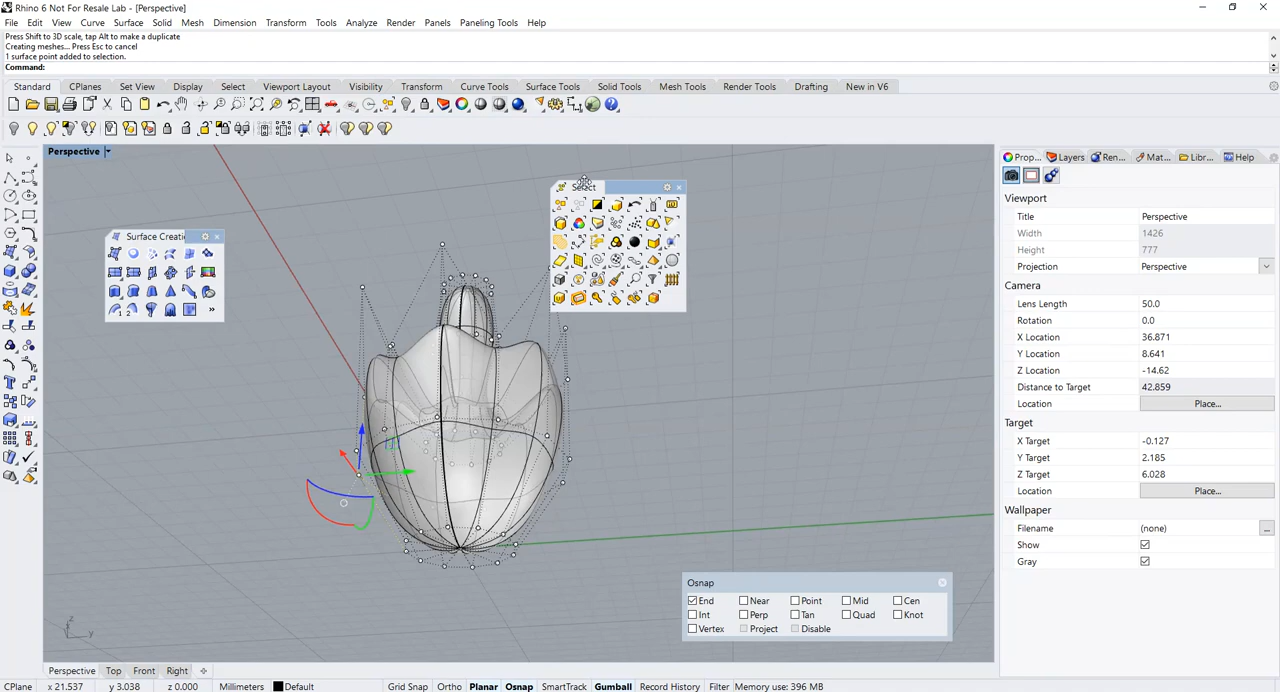 Rhino 6 Not For Resale Lab - [Perspective]
File Edit View Curve Surface Solid Mesh Dimension Transform Tools Analyze Render Panels Paneling Tools Help
Press Shift to 3D scale, tap Alt to make a duplicate
Creating meshes... Press Esc to cancel
1 surface point added to selection.
Command:
Standard CPlanes Set View Display Select Viewport Layout Visibility Transform Curve Tools Surface Tools Solid Tools Mesh Tools Render Tools Drafting New in V6
Perspective
Select
Surface Creati
Prop... Layers Ren... Mat... Libr... Help
Viewport
Title Perspective
Width 1426
Height 777
Projection Perspective
Camera
Lens Length 50.0
Rotation 0.0
X Location 36.871
Y Location 8.641
Z Location -14.62
Distance to Target 42.859
Location Place...
Target
X Target -0.127
Y Target 2.185
Z Target 6.028
Location Place...
Wallpaper
Filename (none) ...
Show
Gray
Osnap
End Near Point Mid Cen
Int Perp Tan Quad Knot
Vertex Project Disable
z
y
Perspective Top Front Right
CPlane x 21.537 y 3.038 z 0.000 Millimeters Default Grid Snap Ortho Planar Osnap SmartTrack Gumball Record History Filter Memory use: 396 MB